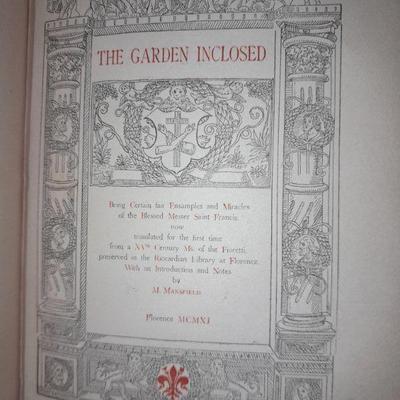 THE GARDEN INCLOSED
Being Certain fair Ensamples and Miracles
of the Blessed Messer Saint Francis,
now
translated for the first time
from a XVth Century Ms. of the Fioretti,
preserved in the Riccardian Library at Florence.
With an Introduction and Notes
by
M. MANSFIELD
Florence MCMXI